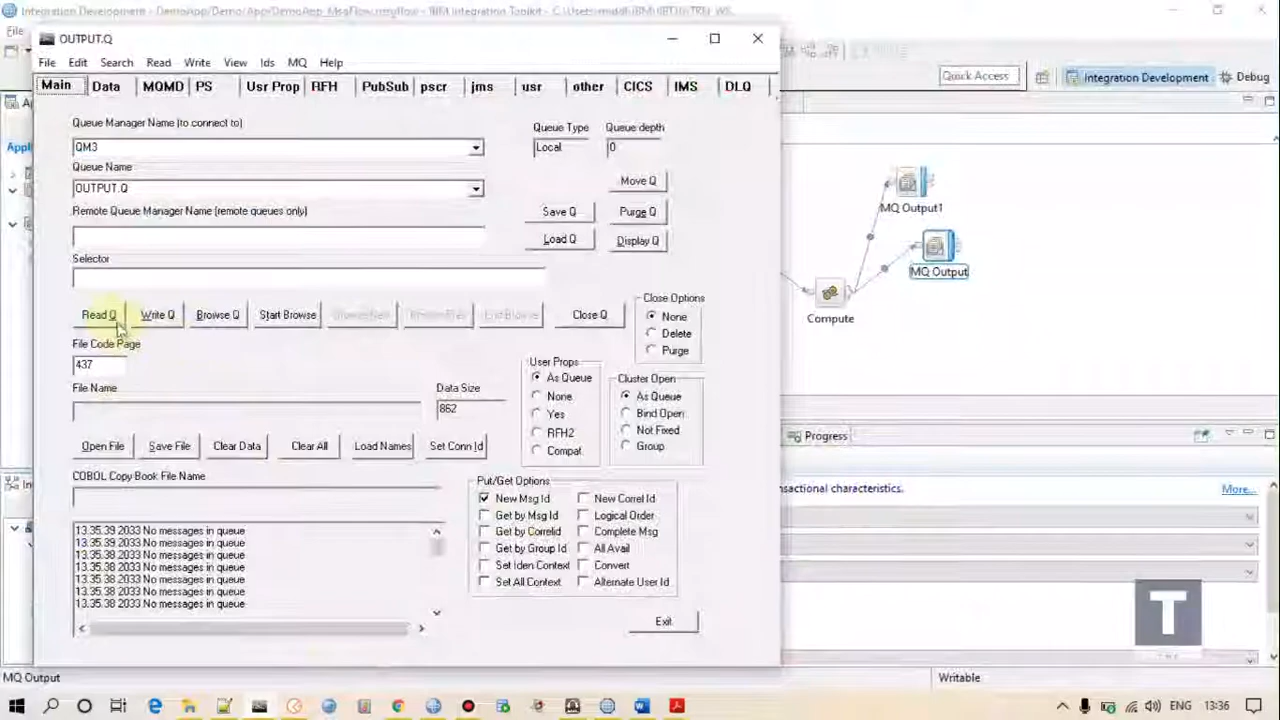 Integration Development - DemoApp/Demo/App/DemoApp_MsgFlow.msgflow - IBM Integration Toolkit - C:\Users\middh\IBM\IIBT10\TRM_WS
File
OUTPUT.Q
File Edit Search Read Write View Ids MQ Help
Main Data MQMD PS Usr Prop RFH PubSub pscr jms usr other CICS IMS DLQ
Quick Access
Integration Development
Debug
Queue Manager Name (to connect to)
QM3
Queue Type
Local
Queue depth
0
Queue Name
OUTPUT.Q
Move Q
Remote Queue Manager Name (remote queues only)
Save Q
Purge Q
Load Q
Display Q
Selector
Read Q
Write Q
Browse Q
Start Browse
Close Q
Close Options
None
Delete
Purge
File Code Page
437
File Name
Data Size
862
User Props
As Queue
None
Yes
RFH2
Compat
Cluster Open
As Queue
Bind Open
Not Fixed
Group
Open File
Save File
Clear Data
Clear All
Load Names
Set Conn Id
COBOL Copy Book File Name
Put/Get Options
New Msg Id
New Correl Id
Get by Msg Id
Logical Order
Get by Correlid
Complete Msg
Get by Group Id
All Avail
Set Iden Context
Convert
Set All Context
Alternate User Id
13.35.39 2033 No messages in queue
13.35.39 2033 No messages in queue
13.35.38 2033 No messages in queue
13.35.38 2033 No messages in queue
13.35.38 2033 No messages in queue
13.35.38 2033 No messages in queue
13.35.38 2033 No messages in queue
Exit
MQ Output1
MQ Output
Compute
Progress
nsactional characteristics.
More...
T
MQ Output
Writable
ENG
13:36